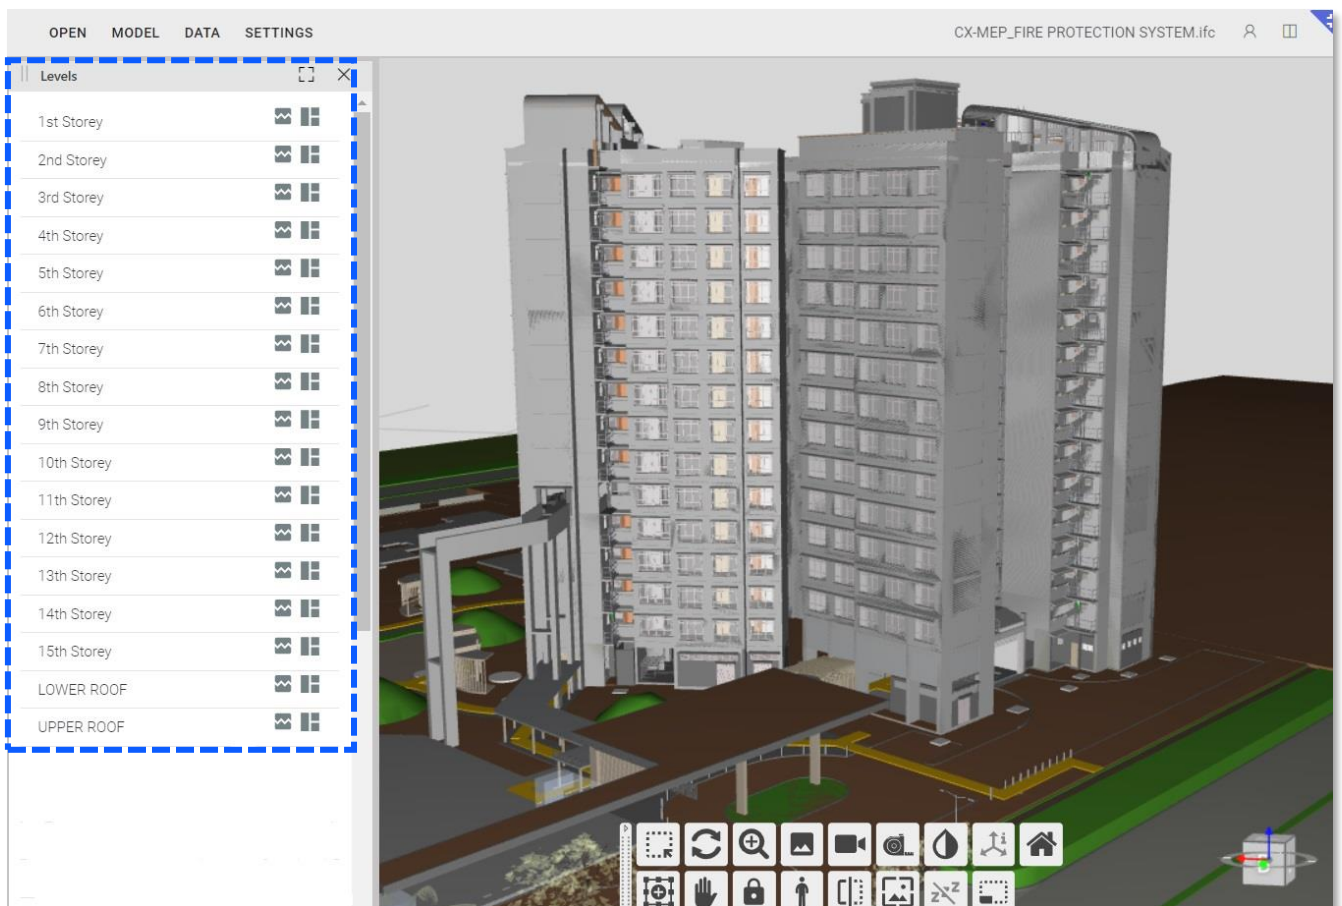 OPEN MODEL DATA SETTINGS CX-MEP_FIRE PROTECTION SYSTEM.ifc
Levels
1st Storey
2nd Storey
3rd Storey
4th Storey
5th Storey
6th Storey
7th Storey
8th Storey
9th Storey
10th Storey
11th Storey
12th Storey
13th Storey
14th Storey
15th Storey
LOWER ROOF
UPPER ROOF